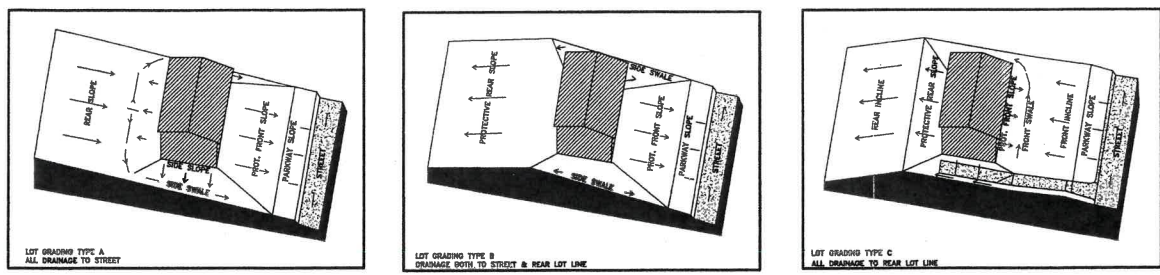 REAR SLOPE
SIDE SLOPE
SIDE SWALE
PROT. FRONT SLOPE
PARKWAY SLOPE
STREET
LOT GRADING TYPE A
ALL DRAINAGE TO STREET
PROTECTIVE REAR SLOPE
SIDE SWALE
SIDE SWALE
PROT. FRONT SLOPE
PARKWAY SLOPE
STREET
LOT GRADING TYPE B
DRAINAGE BOTH TO STREET & REAR LOT LINE
REAR INCLINE
PROTECTIVE REAR SLOPE
PROT. FRONT SLOPE
FRONT SWALE
FRONT INCLINE
PARKWAY SLOPE
STREET
LOT GRADING TYPE C
ALL DRAINAGE TO REAR LOT LINE